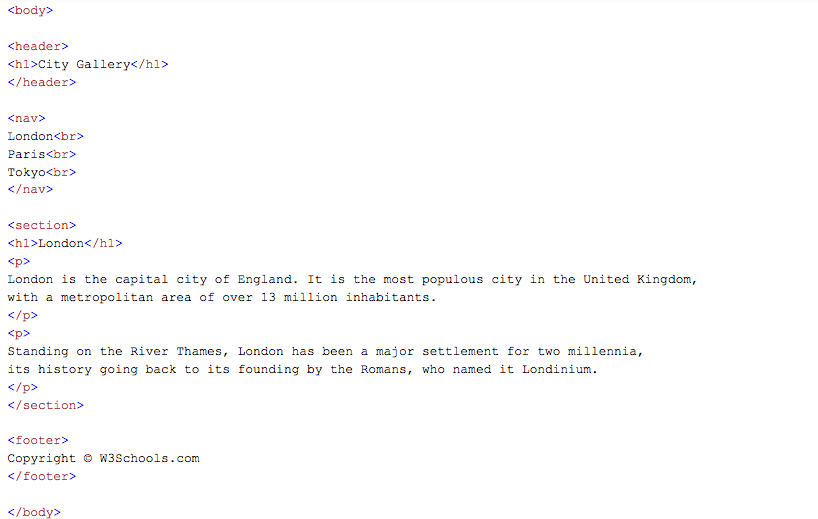 <body>
<header>
<h1>City Gallery</h1>
</header>
<nav>
London<br>
Paris<br>
Tokyo<br>
</nav>
<section>
<h1>London</h1>
<p>
London is the capital city of England. It is the most populous city in the United Kingdom,
with a metropolitan area of over 13 million inhabitants.
</p>
<p>
Standing on the River Thames, London has been a major settlement for two millennia,
its history going back to its founding by the Romans, who named it Londinium.
</p>
</section>
<footer>
Copyright © W3Schools.com
</footer>
</body>